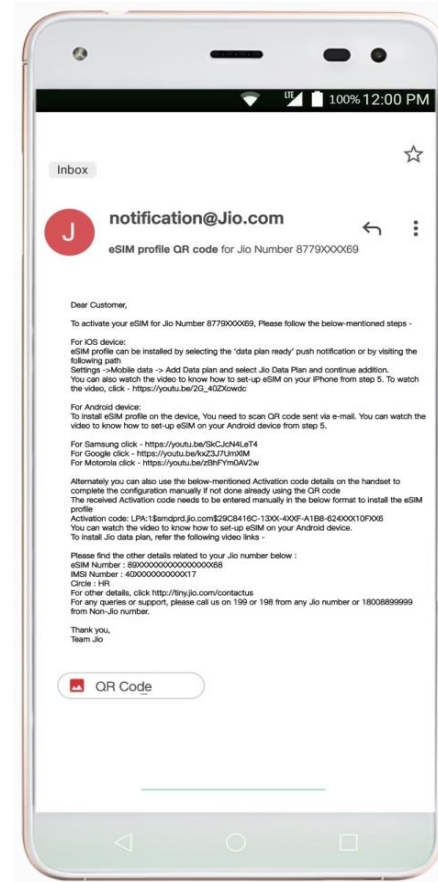 LTE 100% 12:00 PM
Inbox
J
notification@Jio.com
eSIM profile QR code for Jio Number 8779XXXX69
Dear Customer,
To activate your eSIM for Jio Number 8779XXXX69, Please follow the below-mentioned steps -
For iOS device:
eSIM profile can be installed by selecting the 'data plan ready' push notification or by visiting the
following path
Settings ->Mobile data -> Add Data plan and select Jio Data Plan and continue addition.
You can also watch the video to know how to set-up eSIM on your iPhone from step 5. To watch
the video, click - https://youtu.be/2G_40ZXowdc
For Android device:
To install eSIM profile on the device, You need to scan QR code sent via e-mail. You can watch the
video to know how to set-up eSIM on your Android device from step 5.
For Samsung click - https://youtu.be/SkCJcN4LeT4
For Google click - https://youtu.be/kxZ3J7UmXlM
For Motorola click - https://youtu.be/zBhFYm0AV2w
Alternately you can also use the below-mentioned Activation code details on the handset to
complete the configuration manually if not done already using the QR code
The received Activation code needs to be entered manually in the below format to install the eSIM
profile
Activation code: LPA:1$smdprd.jio.com$29C8416C-13XX-4XXF-A1B8-624XXX10FXX6
You can watch the video to know how to set-up eSIM on your Android device.
To install Jio data plan, refer the following video links -
Please find the other details related to your Jio number below :
eSIM Number : 89XXXXXXXXXXXXXXXX68
IMSI Number : 40XXXXXXXXXXX17
Circle : HR
For other details, click http://tiny.jio.com/contactus
For any queries or support, please call us on 199 or 198 from any Jio number or 18008899999
from Non-Jio number.
Thank you,
Team Jio
QR Code